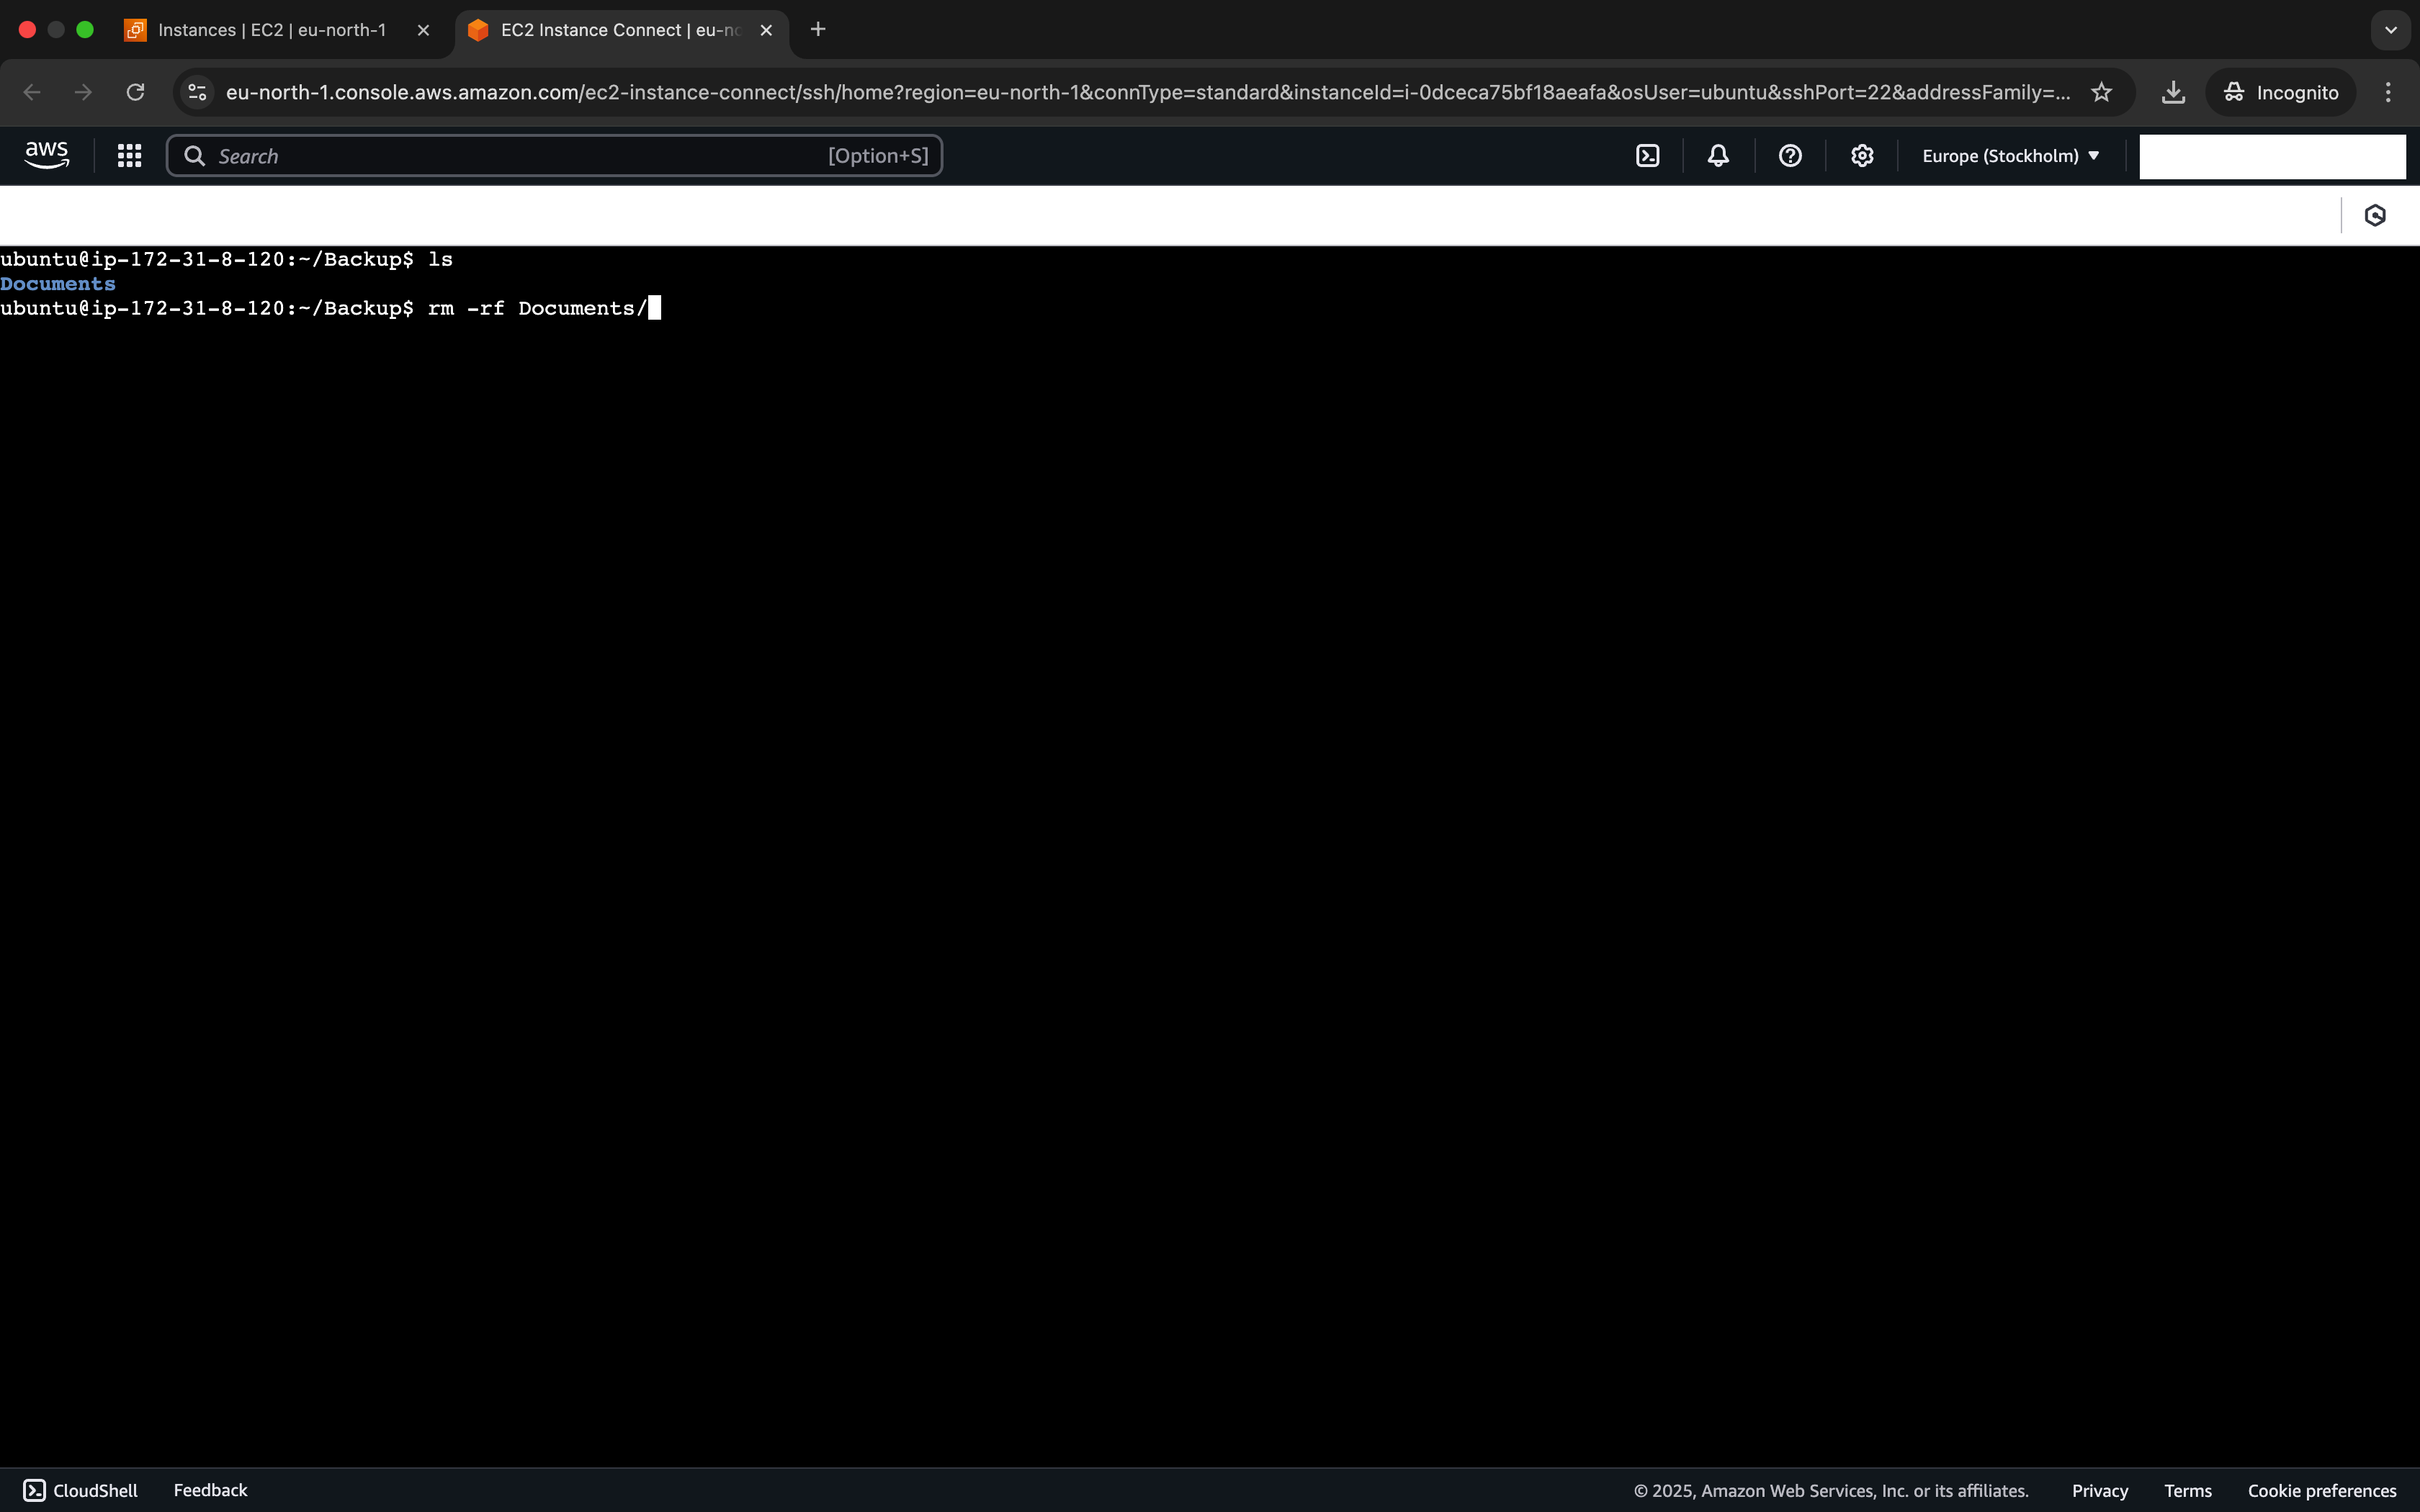 Instances | EC2 | eu-north-1
EC2 Instance Connect | eu-no
eu-north-1.console.aws.amazon.com/ec2-instance-connect/ssh/home?region=eu-north-1&connType=standard&instanceId=i-0dceca75bf18aeafa&osUser=ubuntu&sshPort=22&addressFamily=...
Incognito
aws
Search
[Option+S]
Europe (Stockholm)
ubuntu@ip-172-31-8-120:~/Backup$ ls
Documents
ubuntu@ip-172-31-8-120:~/Backup$ rm -rf Documents/
CloudShell
Feedback
© 2025, Amazon Web Services, Inc. or its affiliates.
Privacy
Terms
Cookie preferences